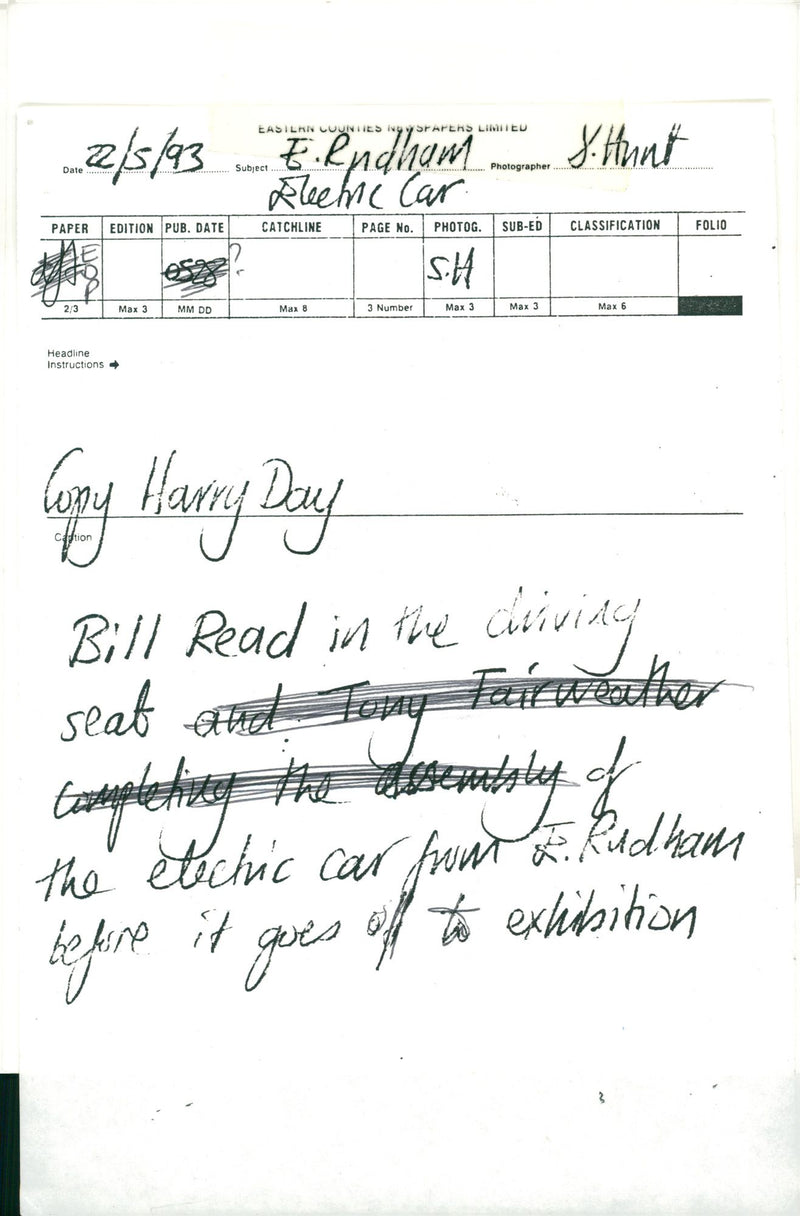 EASTERN COUNTIES NEWSPAPERS LIMITED
Date 22/5/93 Subject E. Rudham Photographer S. Hunt
Electric Car
PAPER EDITION PUB. DATE CATCHLINE PAGE No. PHOTOG. SUB-ED CLASSIFICATION FOLIO
EDP 0528 ? S.H
2/3 Max 3 MM DD Max 8 3 Number Max 3 Max 3 Max 6
Headline
Instructions
Copy Harry Day
Caption
Bill Read in the driving
seat and Tony Fairweather
completing the assembly of
the electric car from E. Rudham
before it goes off to exhibition